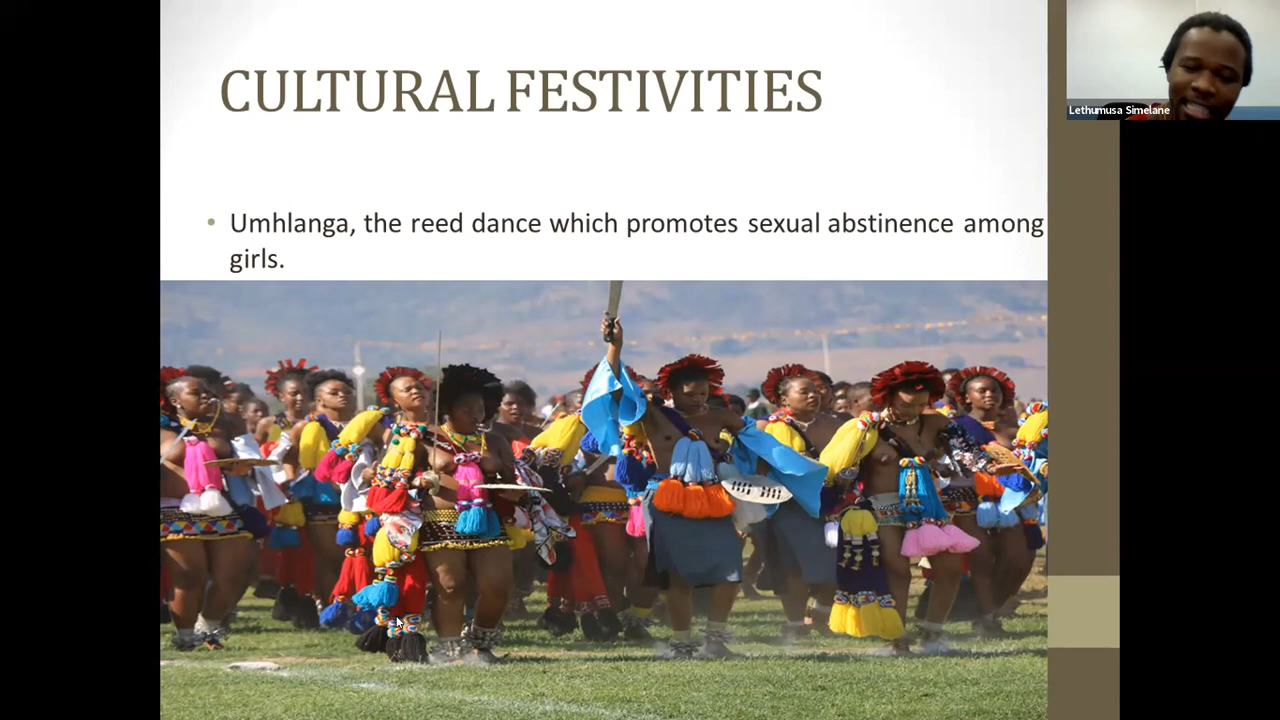 CULTURAL FESTIVITIES
• Umhlanga, the reed dance which promotes sexual abstinence among
girls.
Lethumusa Simelane